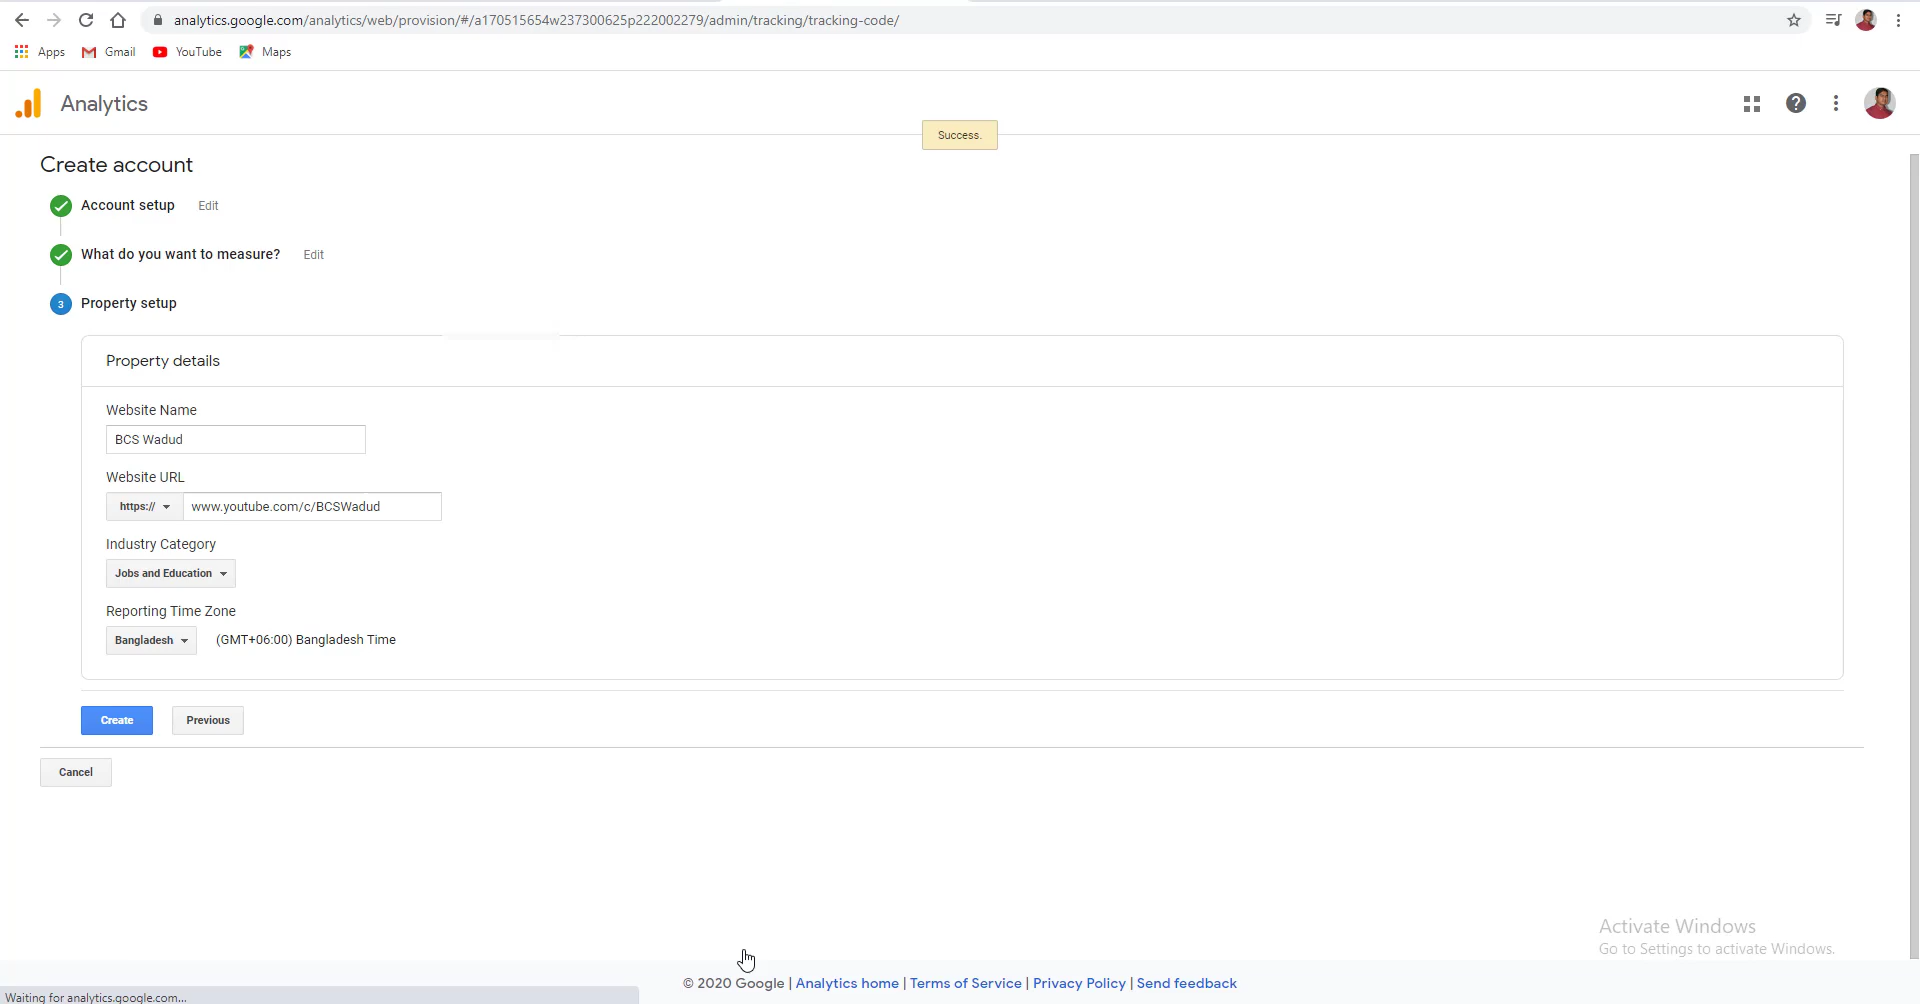 analytics.google.com/analytics/web/provision/#/a170515654w237300625p222002279/admin/tracking/tracking-code/
Apps Gmail YouTube Maps
Analytics
Success.
Create account
Account setup Edit
What do you want to measure? Edit
3 Property setup
Property details
Website Name
BCS Wadud
Website URL
https:// www.youtube.com/c/BCSWadud
Industry Category
Jobs and Education
Reporting Time Zone
Bangladesh (GMT+06:00) Bangladesh Time
Create Previous
Cancel
Activate Windows
Go to Settings to activate Windows.
© 2020 Google | Analytics home | Terms of Service | Privacy Policy | Send feedback
Waiting for analytics.google.com...